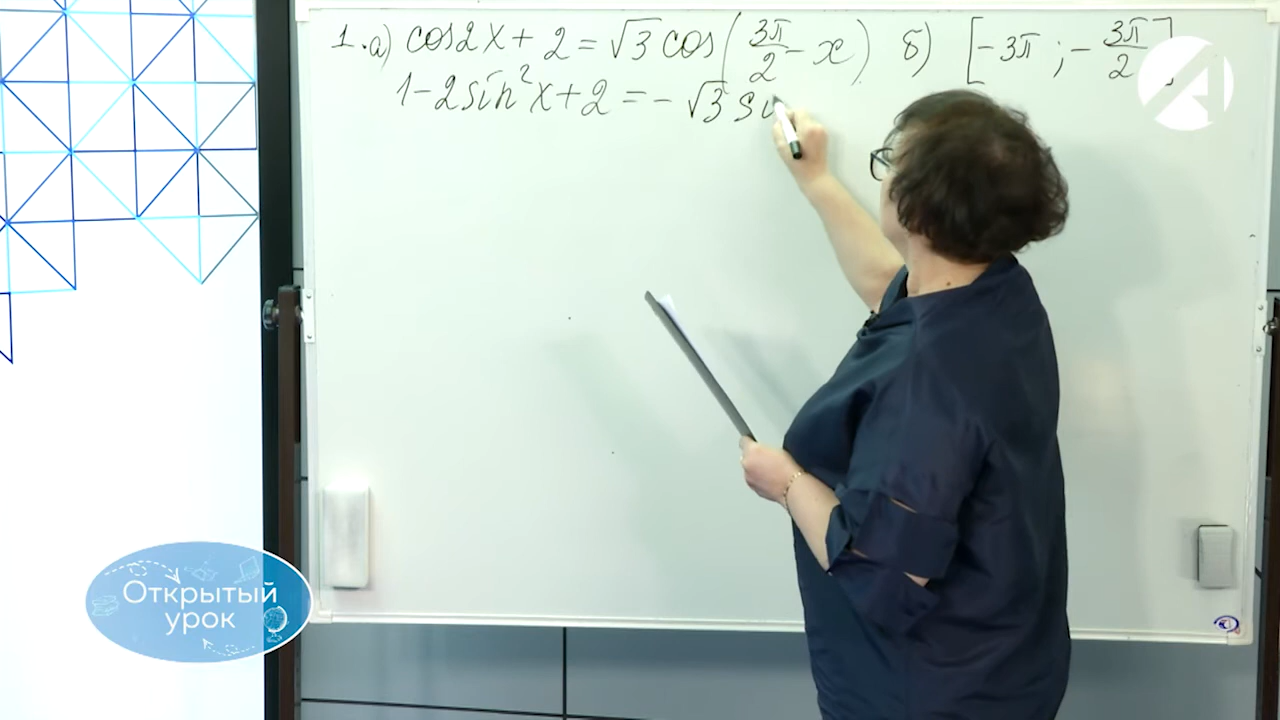 1. а) cos2x + 2 = √3 cos(3π/2 - x) б) [-3π ; -3π/2]
1 - 2sin²x + 2 = - √3 si
Открытый
урок